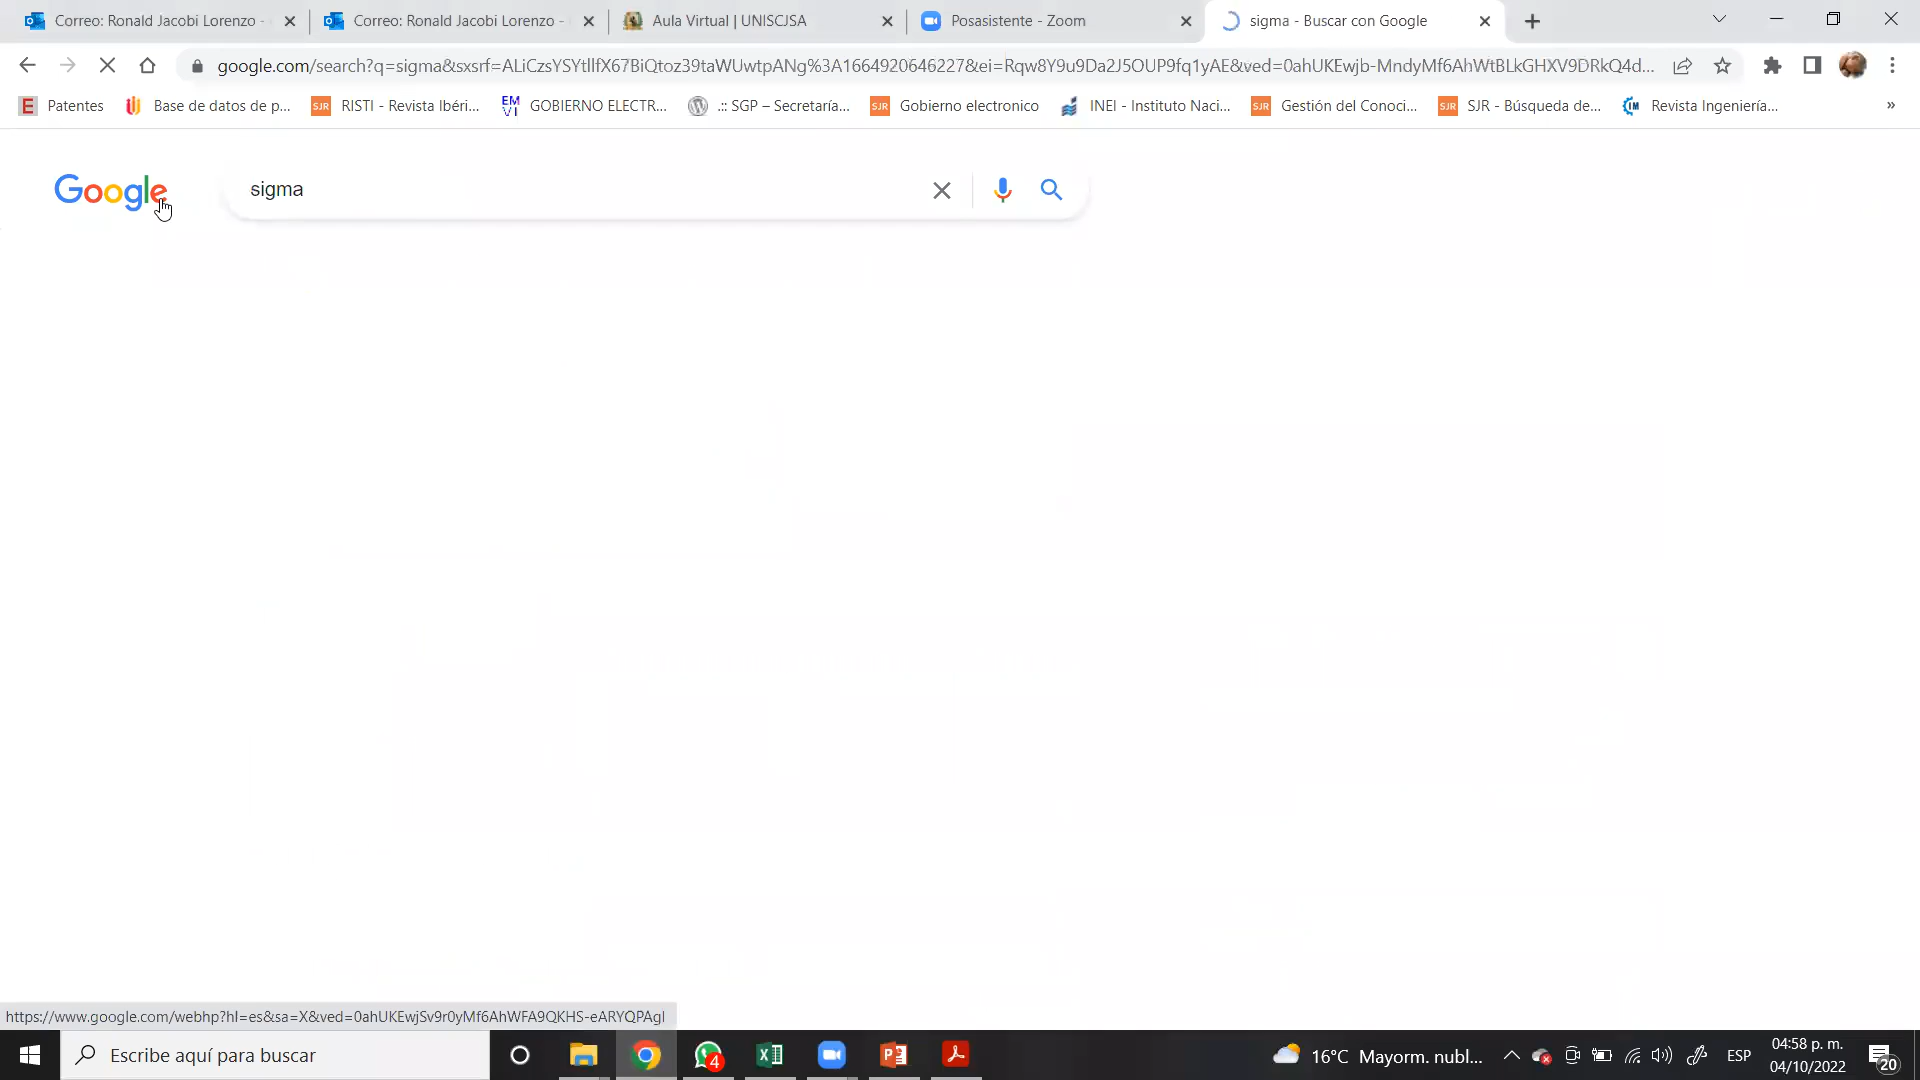 Correo: Ronald Jacobi Lorenzo -
Correo: Ronald Jacobi Lorenzo -
Aula Virtual | UNISCJSA
Posasistente - Zoom
sigma - Buscar con Google
google.com/search?q=sigma&sxsrf=ALiCzsYSYtllfX67BiQtoz39taWUwtpANg%3A1664920646227&ei=Rqw8Y9u9Da2J5OUP9fq1yAE&ved=0ahUKEwjb-MndyMf6AhWtBLkGHXV9DRkQ4d...
Patentes
Base de datos de p...
RISTI - Revista Ibéri...
GOBIERNO ELECTR...
.:: SGP – Secretaría...
Gobierno electronico
INEI - Instituto Naci...
Gestión del Conoci...
SJR - Búsqueda de...
Revista Ingeniería...
Google
sigma
https://www.google.com/webhp?hl=es&sa=X&ved=0ahUKEwjSv9r0yMf6AhWFA9QKHS-eARYQPAgI
Escribe aquí para buscar
4
16°C Mayorm. nubl...
ESP
04:58 p. m.
04/10/2022
20